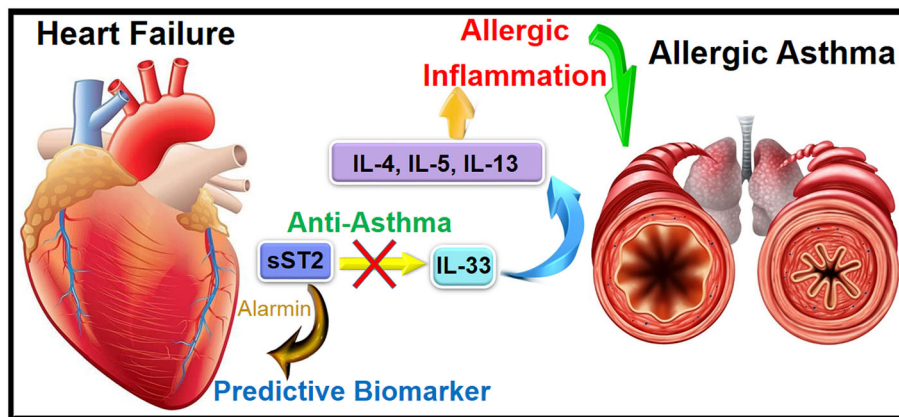 Heart Failure
Allergic
Inflammation
Allergic Asthma
IL-4, IL-5, IL-13
Anti-Asthma
sST2
IL-33
Alarmin
Predictive Biomarker